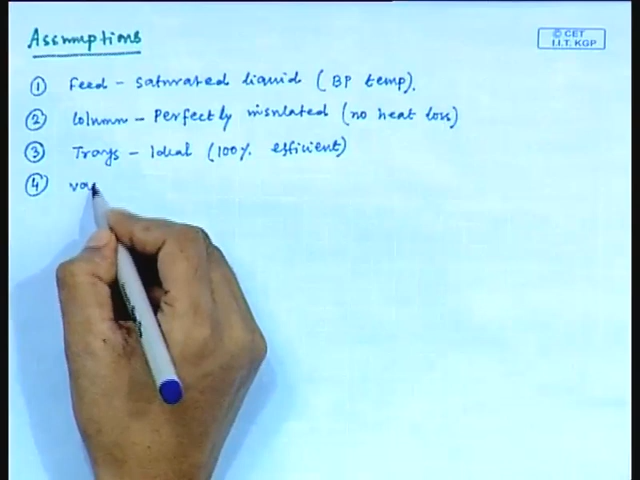 Assumptions
© CET
I.I.T. KGP
① Feed - saturated liquid (BP temp).
② Column - Perfectly insulated (no heat loss)
③ Trays - Ideal (100% efficient)
④ va